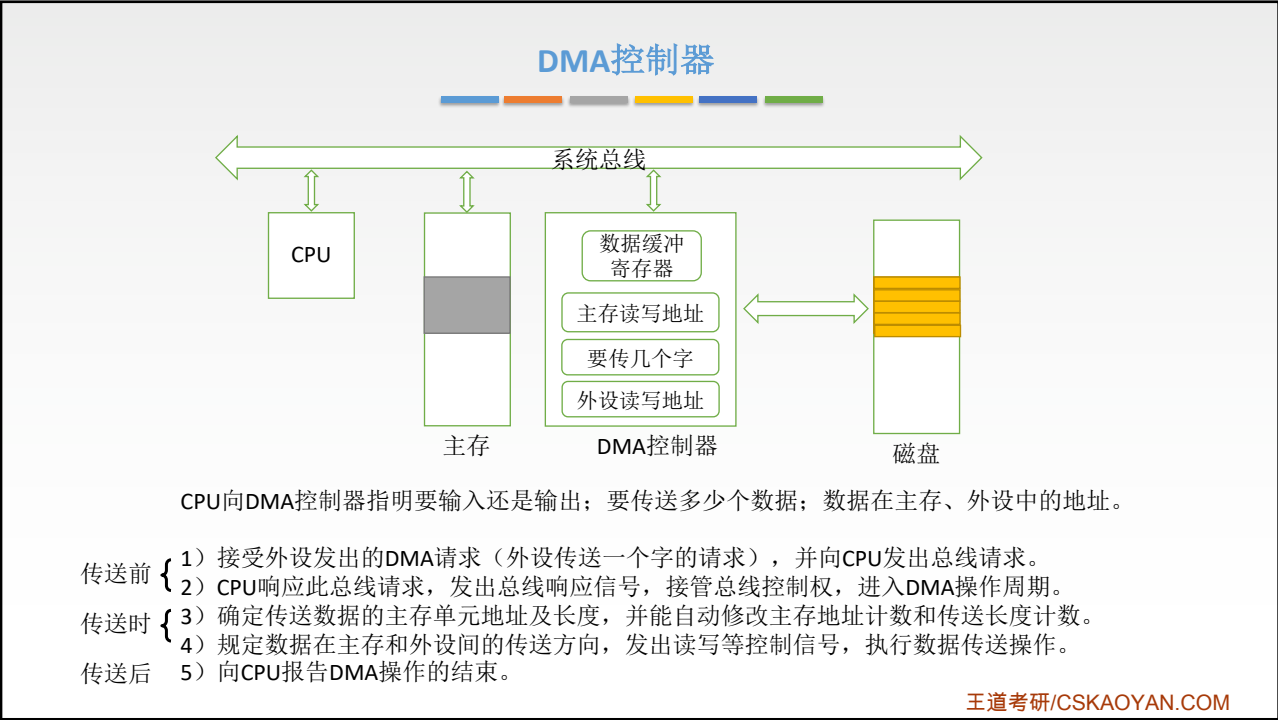 DMA控制器
系统总线
CPU
数据缓冲
寄存器
主存读写地址
要传几个字
外设读写地址
主存
DMA控制器
磁盘
CPU向DMA控制器指明要输入还是输出；要传送多少个数据；数据在主存、外设中的地址。
传送前
1）接受外设发出的DMA请求（外设传送一个字的请求），并向CPU发出总线请求。
2）CPU响应此总线请求，发出总线响应信号，接管总线控制权，进入DMA操作周期。
传送时
3）确定传送数据的主存单元地址及长度，并能自动修改主存地址计数和传送长度计数。
4）规定数据在主存和外设间的传送方向，发出读写等控制信号，执行数据传送操作。
传送后
5）向CPU报告DMA操作的结束。
王道考研/CSKAOYAN.COM